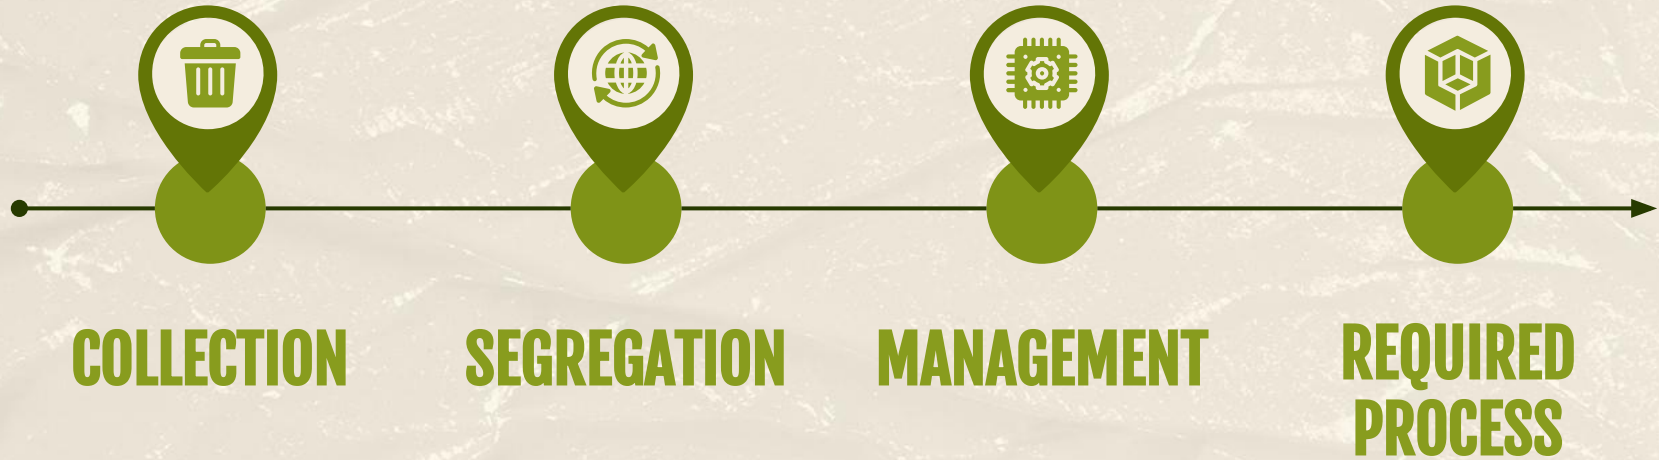 COLLECTION
SEGREGATION
MANAGEMENT
REQUIRED
PROCESS